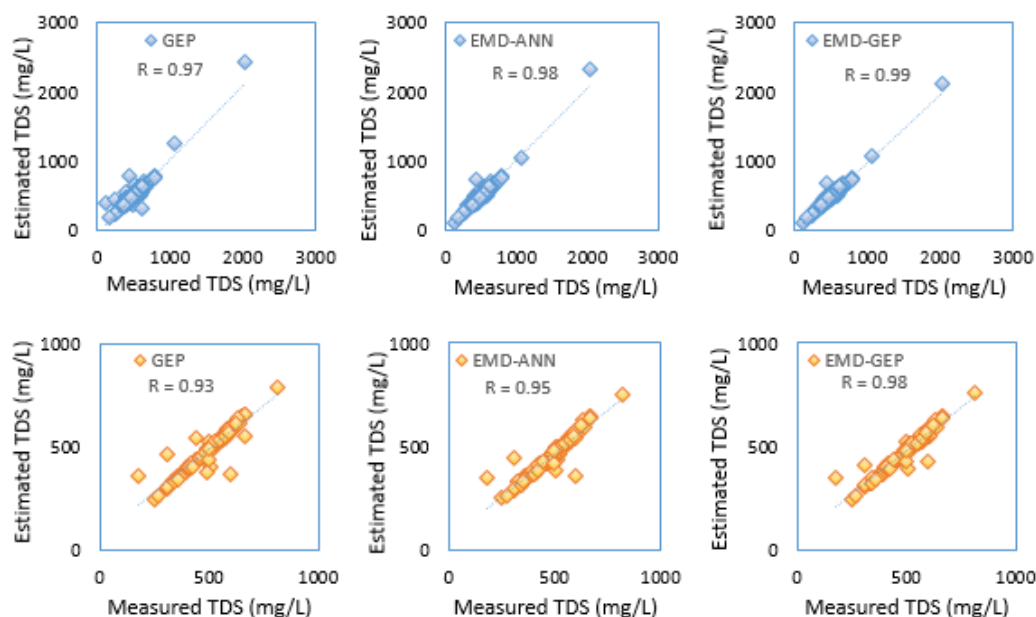 3000
2000
1000
0
Estimated TDS (mg/L)
GEP
R = 0.97
0 1000 2000 3000
Measured TDS (mg/L)
3000
2000
1000
0
Estimated TDS (mg/L)
EMD-ANN
R = 0.98
0 1000 2000 3000
Measured TDS (mg/L)
3000
2000
1000
0
Estimated TDS (mg/L)
EMD-GEP
R = 0.99
0 1000 2000 3000
Measured TDS (mg/L)
1000
500
0
Estimated TDS (mg/L)
GEP
R = 0.93
0 500 1000
Measured TDS (mg/L)
1000
500
0
Estimated TDS (mg/L)
EMD-ANN
R = 0.95
0 500 1000
Measured TDS (mg/L)
1000
500
0
Estimated TDS (mg/L)
EMD-GEP
R = 0.98
0 500 1000
Measured TDS (mg/L)